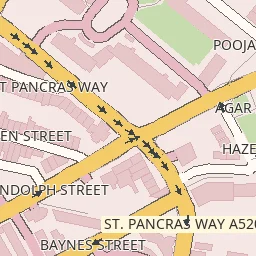 POOJA
T PANCRAS WAY
AGAR
EN STREET
HAZE
NDOLPH STREET
ST. PANCRAS WAY A520
BAYNES STREET